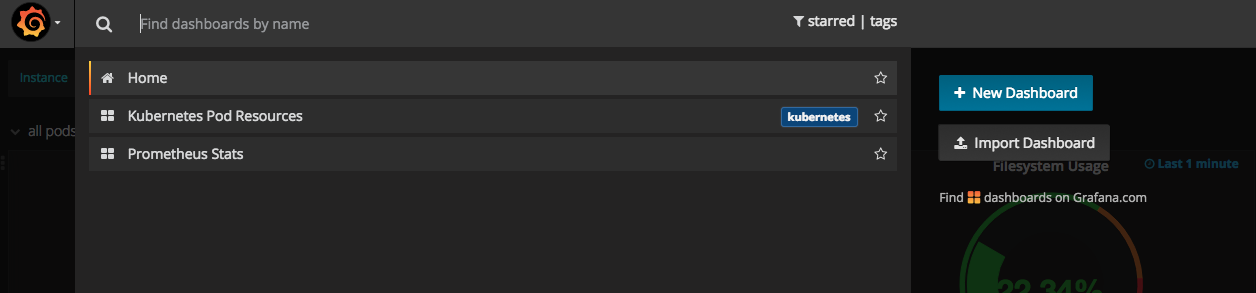 Find dashboards by name
starred | tags
Instance
all pods
Home
Kubernetes Pod Resources
kubernetes
Prometheus Stats
New Dashboard
Import Dashboard
Filesystem Usage
Last 1 minute
Find dashboards on Grafana.com
22.34%